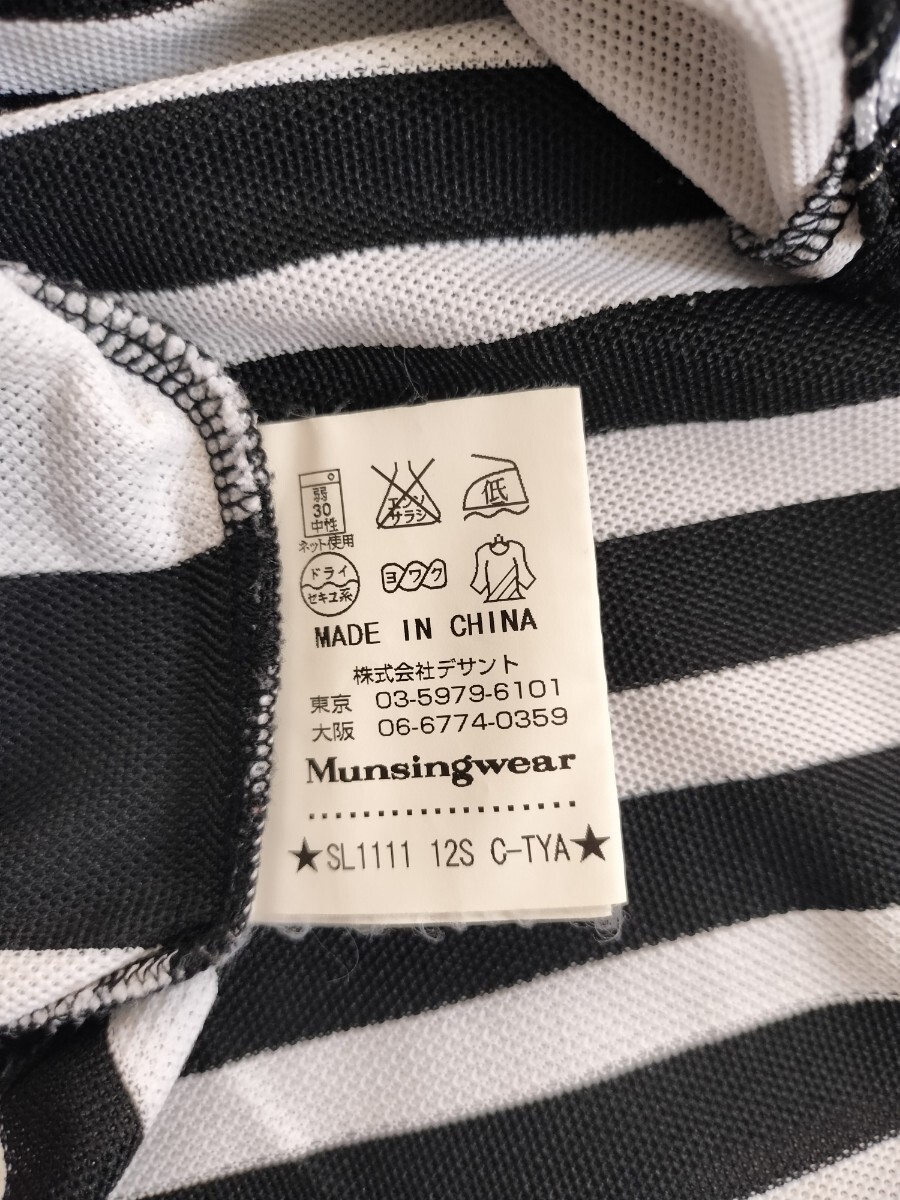 弱
30
中性
ネット使用
エンソ
サラシ
低
ドライ
セキユ系
ヨワク
MADE IN CHINA
株式会社デサント
東京 03-5979-6101
大阪 06-6774-0359
Munsingwear
★SL1111 12S C-TYA★